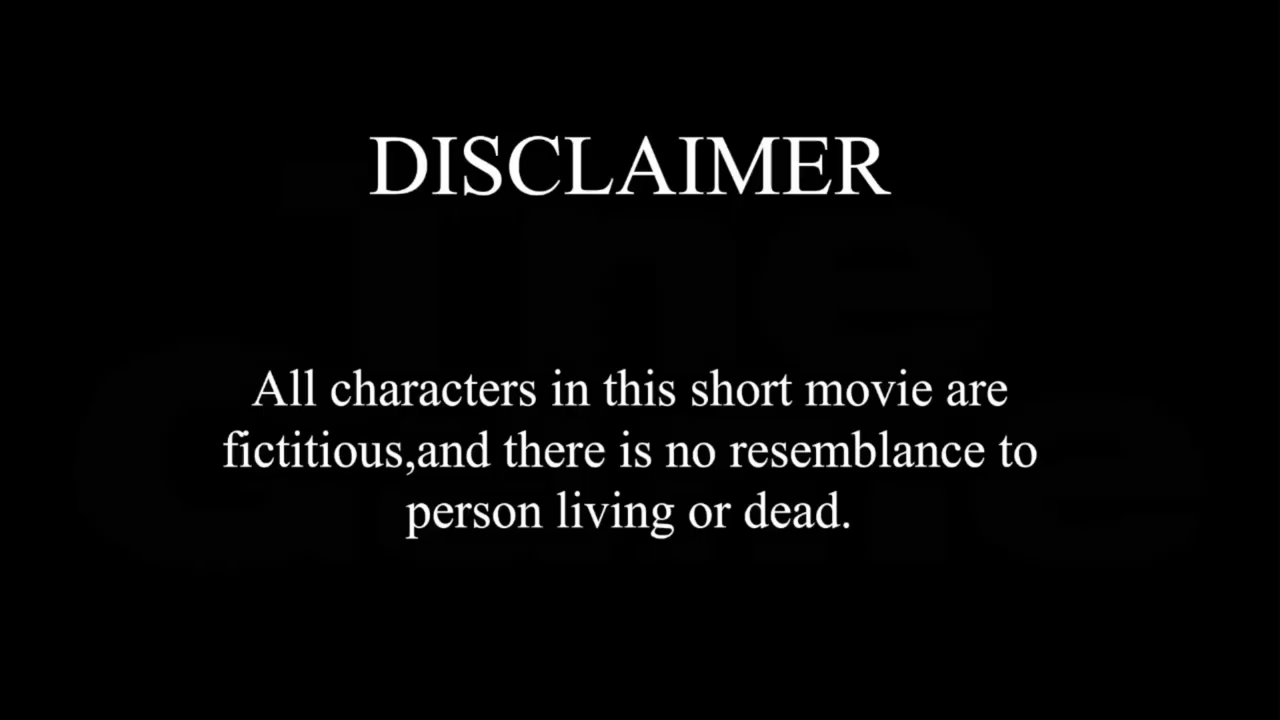 DISCLAIMER
All characters in this short movie are
fictitious,and there is no resemblance to
person living or dead.